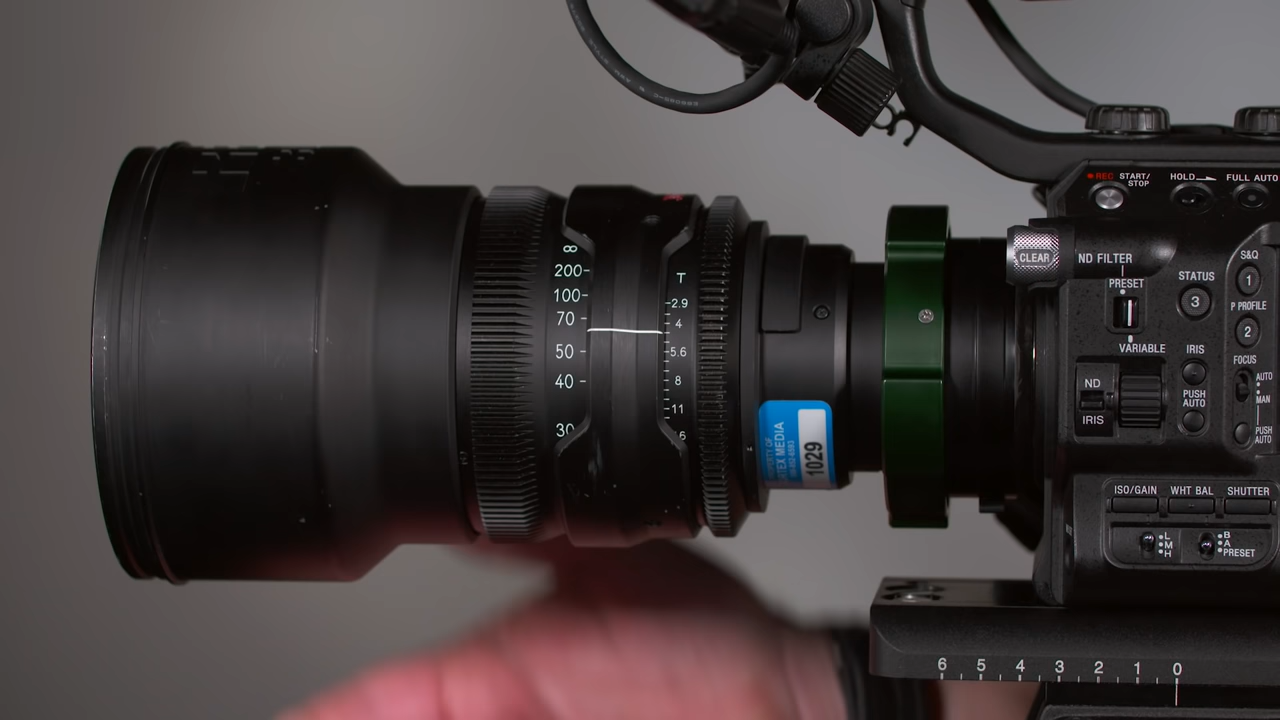 REC START/
STOP
HOLD
FULL AUTO
CLEAR
ND FILTER
PRESET
VARIABLE
STATUS
3
S&Q
1
P PROFILE
2
IRIS
PUSH
AUTO
FOCUS
AUTO
MAN
PUSH
AUTO
ND
IRIS
ISO/GAIN
WHT BAL
SHUTTER
L
M
H
B
A
PRESET
∞
200-
100-
70
50
40
30
T
2.9
4
5.6
8
11
MEDIA
1029
6 5 4 3 2 1 0